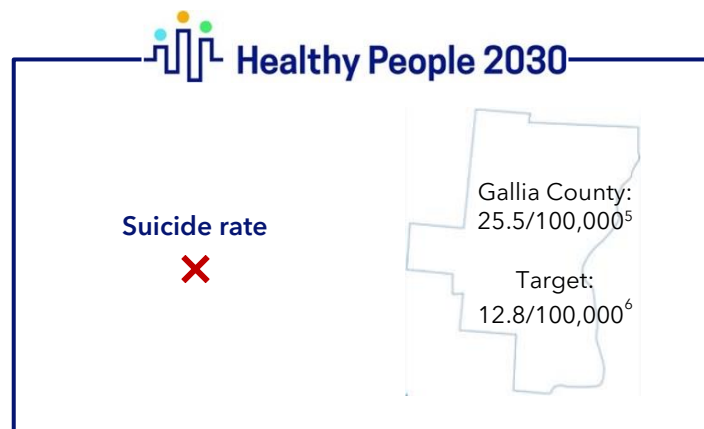 Healthy People 2030
Suicide rate
Gallia County:
25.5/100,000⁵
Target:
12.8/100,000⁶